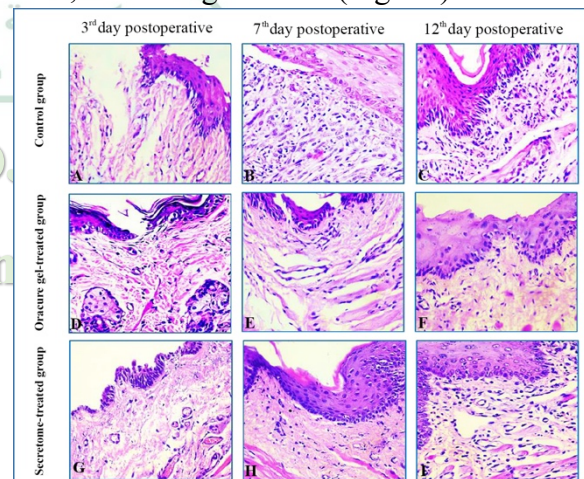 3rd day postoperative 7th day postoperative 12th day postoperative
Control group
A B C
Oracure gel-treated group
D E F
Secretome-treated group
G H I